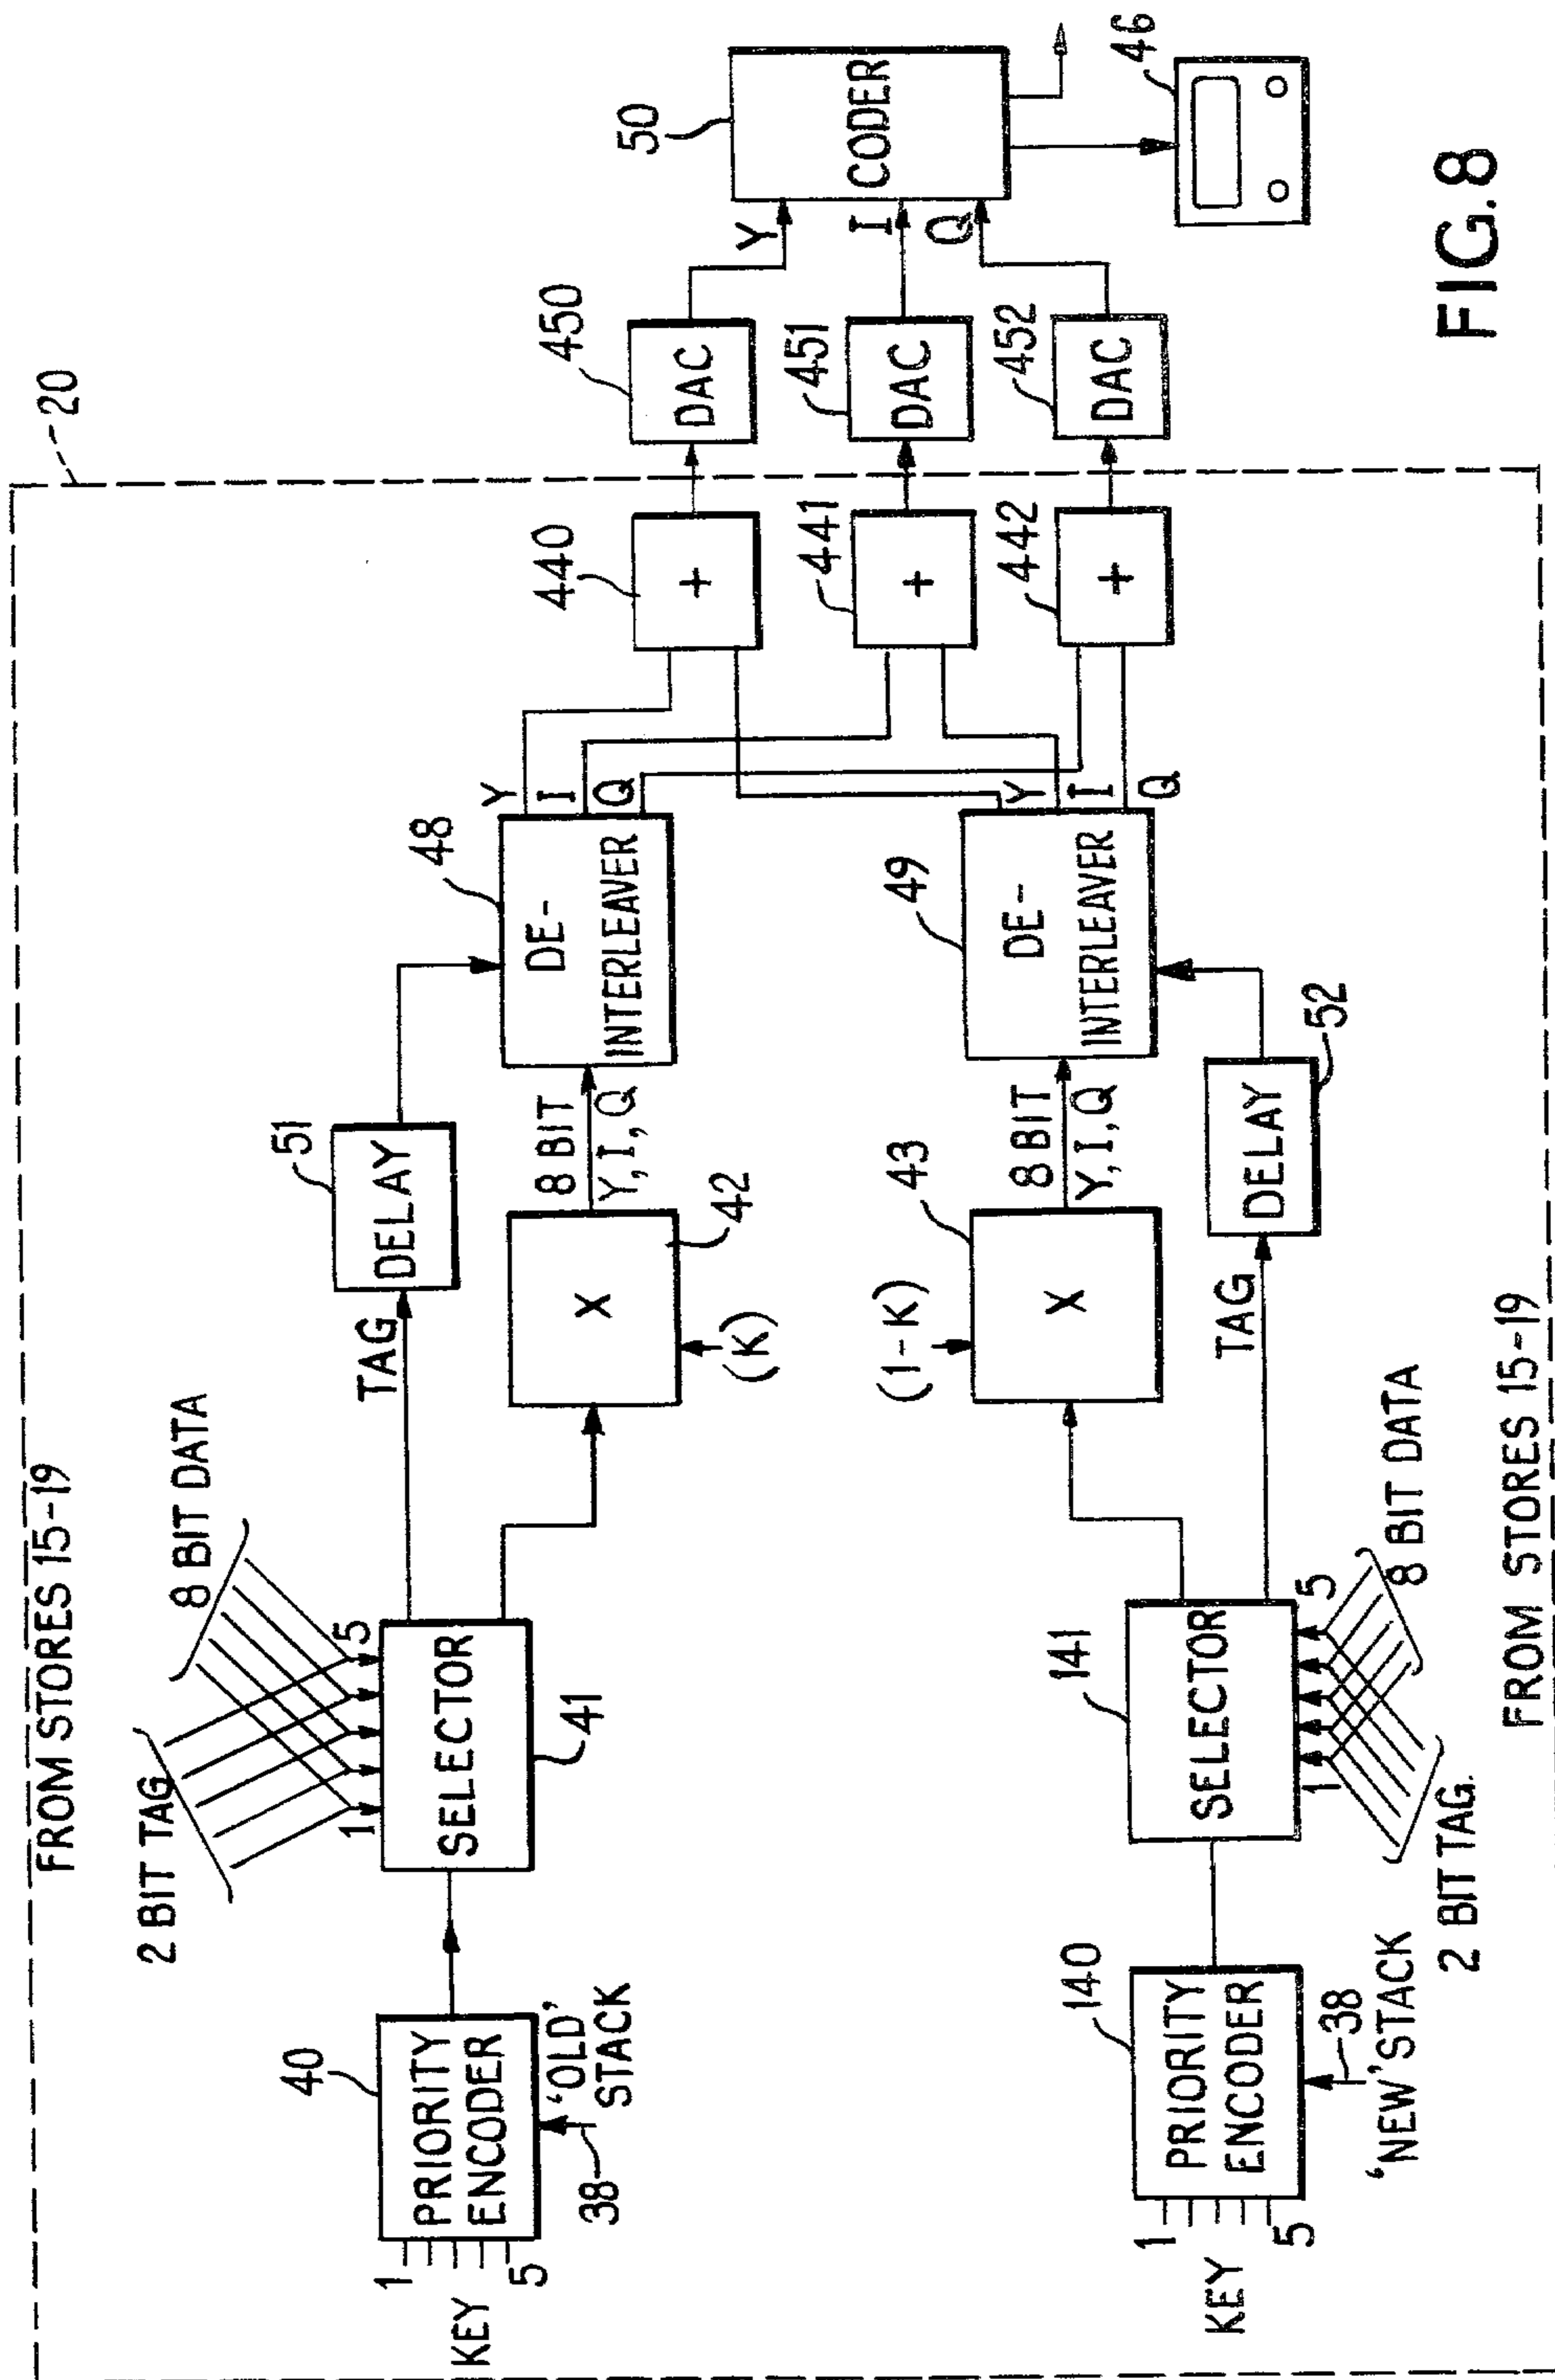 FROM STORES 15-19
20
2 BIT TAG
8 BIT DATA
KEY
1
5
40
PRIORITY
ENCODER
38
'OLD'
STACK
1
5
SELECTOR
41
TAG
51
DELAY
X
42
(K)
8 BIT
Y, I, Q
48
DE-
INTERLEAVER
Y
I
Q
440
+
441
+
442
+
450
DAC
451
DAC
452
DAC
Y
I
Q
50
CODER
46
KEY
1
5
140
PRIORITY
ENCODER
38
'NEW' STACK
141
SELECTOR
1
5
2 BIT TAG.
8 BIT DATA
(1-K)
43
X
TAG
DELAY
52
8 BIT
Y, I, Q
49
DE-
INTERLEAVER
Y
I
Q
FROM STORES 15-19
FIG. 8